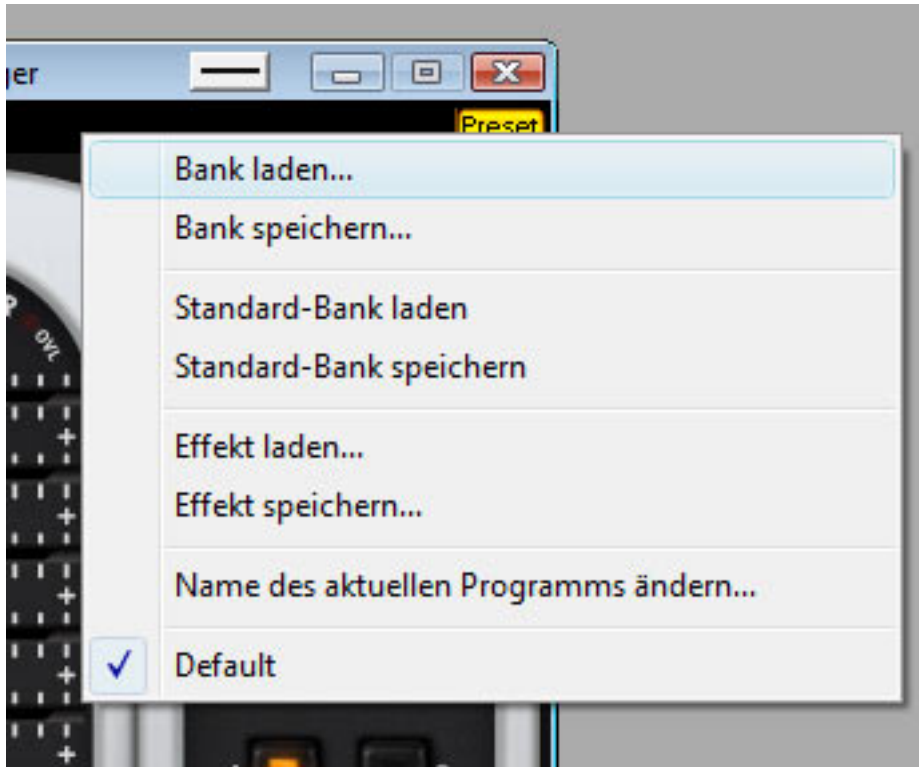 ger
Preset
Bank laden...
Bank speichern...
OVL
Standard-Bank laden
Standard-Bank speichern
Effekt laden...
Effekt speichern...
Name des aktuellen Programms ändern...
Default